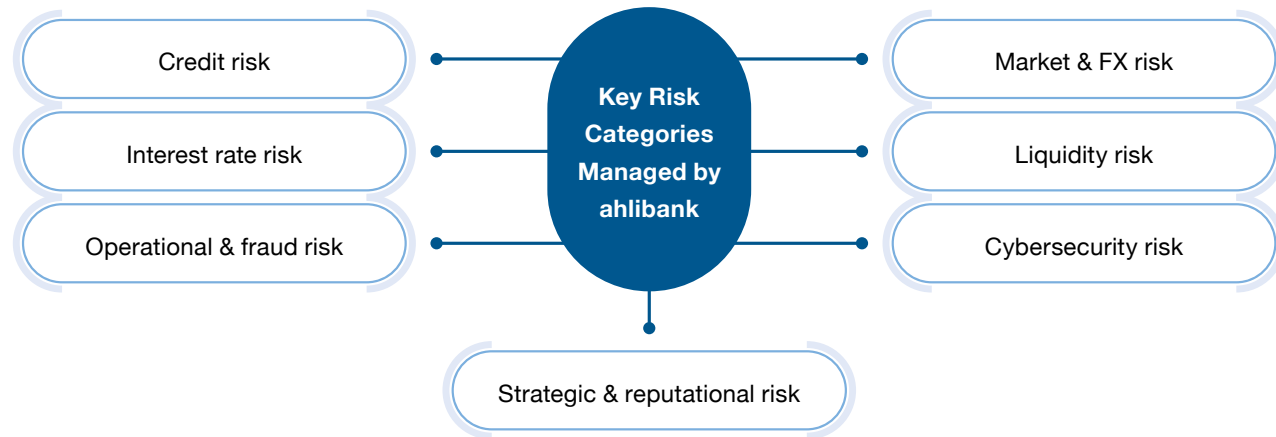 Credit risk
Interest rate risk
Operational & fraud risk
Key Risk
Categories
Managed by
ahlibank
Market & FX risk
Liquidity risk
Cybersecurity risk
Strategic & reputational risk